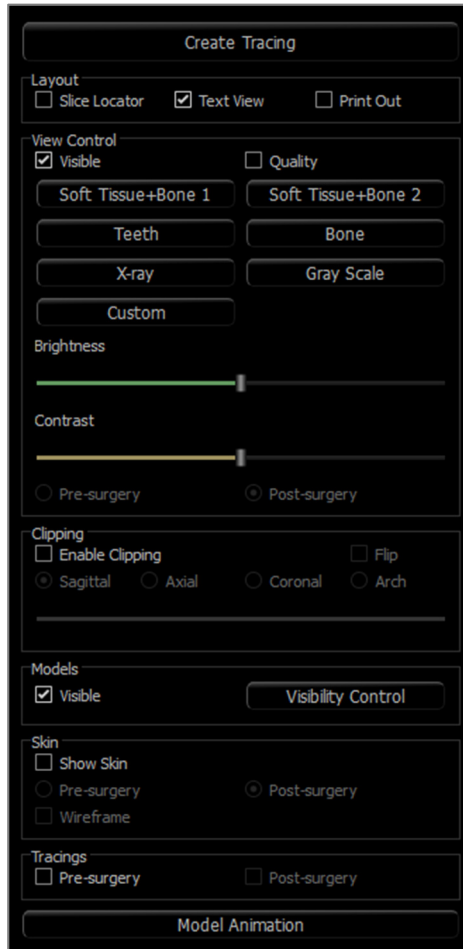 Create Tracing
Layout
Slice Locator Text View Print Out
View Control
Visible Quality
Soft Tissue+Bone 1 Soft Tissue+Bone 2
Teeth Bone
X-ray Gray Scale
Custom
Brightness
Contrast
Pre-surgery Post-surgery
Clipping
Enable Clipping Flip
Sagittal Axial Coronal Arch
Models
Visible Visibility Control
Skin
Show Skin
Pre-surgery Post-surgery
Wireframe
Tracings
Pre-surgery Post-surgery
Model Animation